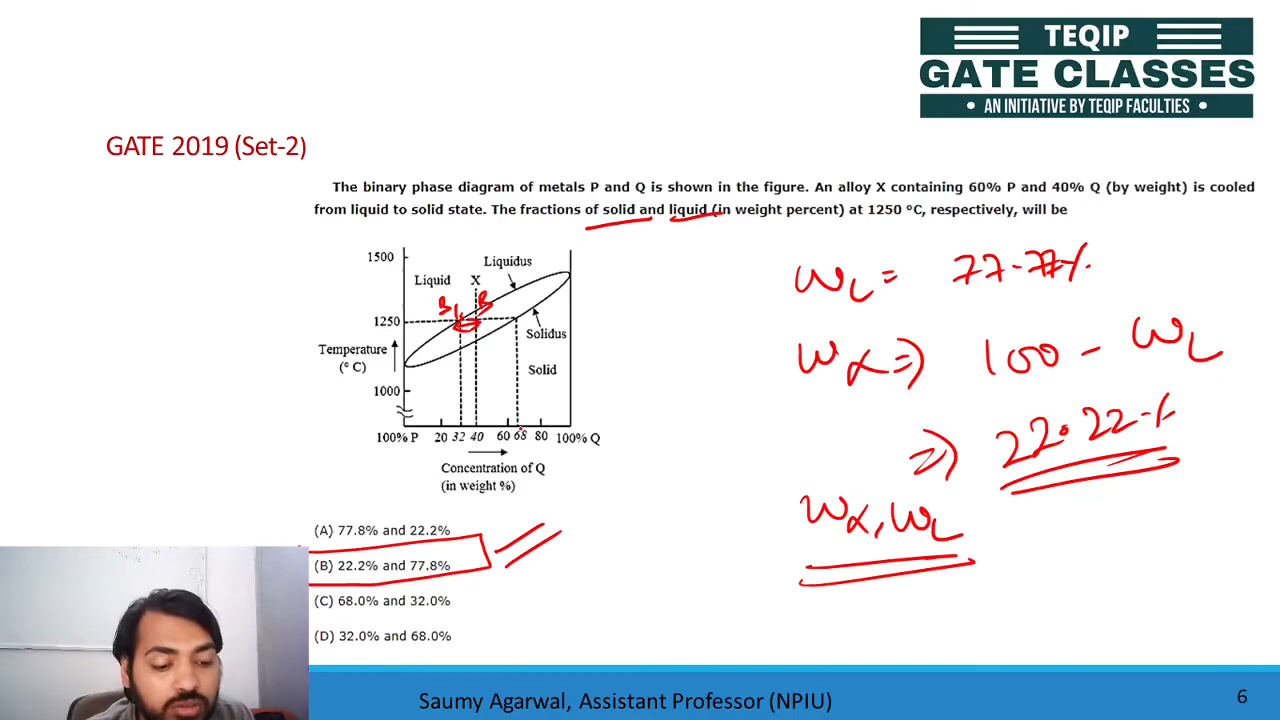 TEQIP
GATE CLASSES
• AN INITIATIVE BY TEQIP FACULTIES •
GATE 2019 (Set-2)
The binary phase diagram of metals P and Q is shown in the figure. An alloy X containing 60% P and 40% Q (by weight) is cooled
from liquid to solid state. The fractions of solid and liquid (in weight percent) at 1250 °C, respectively, will be
1500
Liquidus
Liquid
X
1250
Solidus
Temperature
(° C)
Solid
1000
100% P 20 32 40 60 68 80 100% Q
Concentration of Q
(in weight %)
WL = 77.77%
Wα ⇒ 100 - WL
⇒ 22.22%
Wα, WL
(A) 77.8% and 22.2%
(B) 22.2% and 77.8%
(C) 68.0% and 32.0%
(D) 32.0% and 68.0%
Saumy Agarwal, Assistant Professor (NPIU)
6